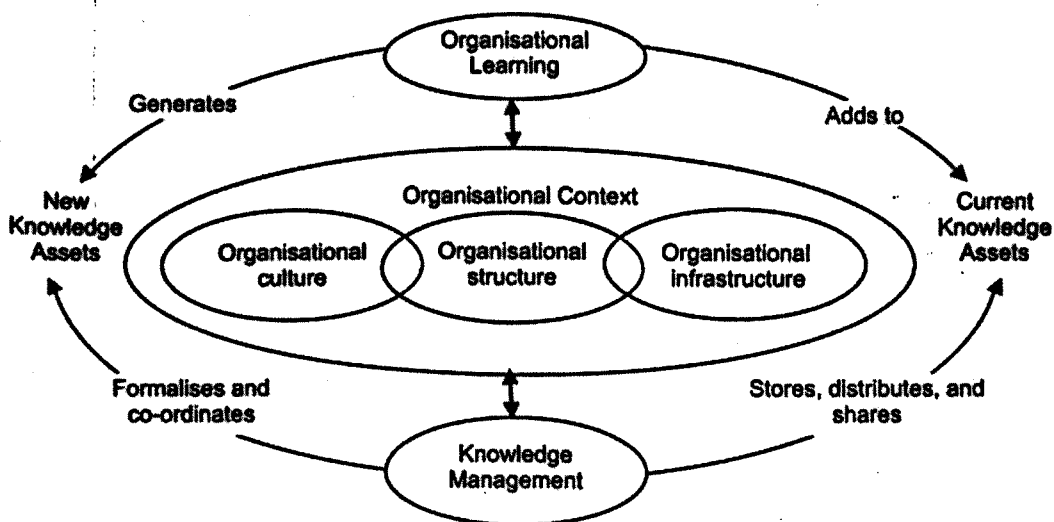 Organisational
Learning
Generates
Adds to
New
Knowledge
Assets
Organisational Context
Current
Knowledge
Assets
Organisational
culture
Organisational
structure
Organisational
infrastructure
Formalises and
co-ordinates
Stores, distributes, and
shares
Knowledge
Management